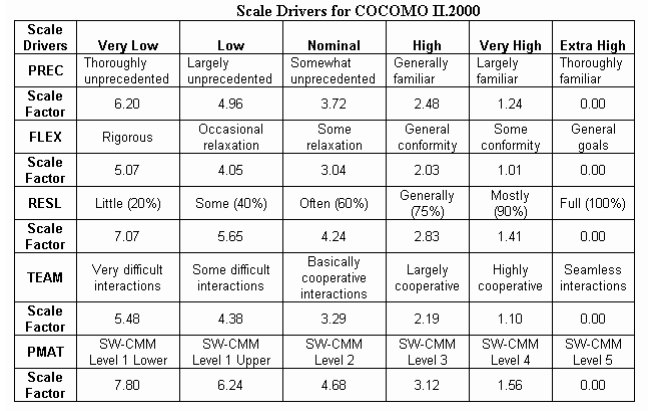 Scale Drivers for COCOMO II.2000
Scale Drivers Very Low Low Nominal High Very High Extra High
PREC Thoroughly unprecedented Largely unprecedented Somewhat unprecedented Generally familiar Largely familiar Thoroughly familiar
Scale Factor 6.20 4.96 3.72 2.48 1.24 0.00
FLEX Rigorous Occasional relaxation Some relaxation General conformity Some conformity General goals
Scale Factor 5.07 4.05 3.04 2.03 1.01 0.00
RESL Little (20%) Some (40%) Often (60%) Generally (75%) Mostly (90%) Full (100%)
Scale Factor 7.07 5.65 4.24 2.83 1.41 0.00
TEAM Very difficult interactions Some difficult interactions Basically cooperative interactions Largely cooperative Highly cooperative Seamless interactions
Scale Factor 5.48 4.38 3.29 2.19 1.10 0.00
PMAT SW-CMM Level 1 Lower SW-CMM Level 1 Upper SW-CMM Level 2 SW-CMM Level 3 SW-CMM Level 4 SW-CMM Level 5
Scale Factor 7.80 6.24 4.68 3.12 1.56 0.00